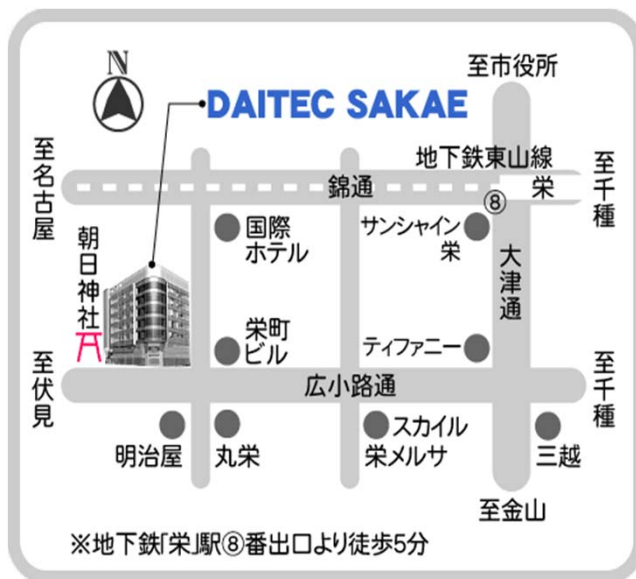 N
DAITEC SAKAE
至市役所
地下鉄東山線
至名古屋
錦通
栄
至千種
⑧
朝日神社
国際
ホテル
サンシャイン
栄
大津通
栄町
ビル
ティファニー
至伏見
広小路通
至千種
明治屋
丸栄
スカイル
栄メルサ
三越
至金山
※地下鉄「栄」駅⑧番出口より徒歩5分